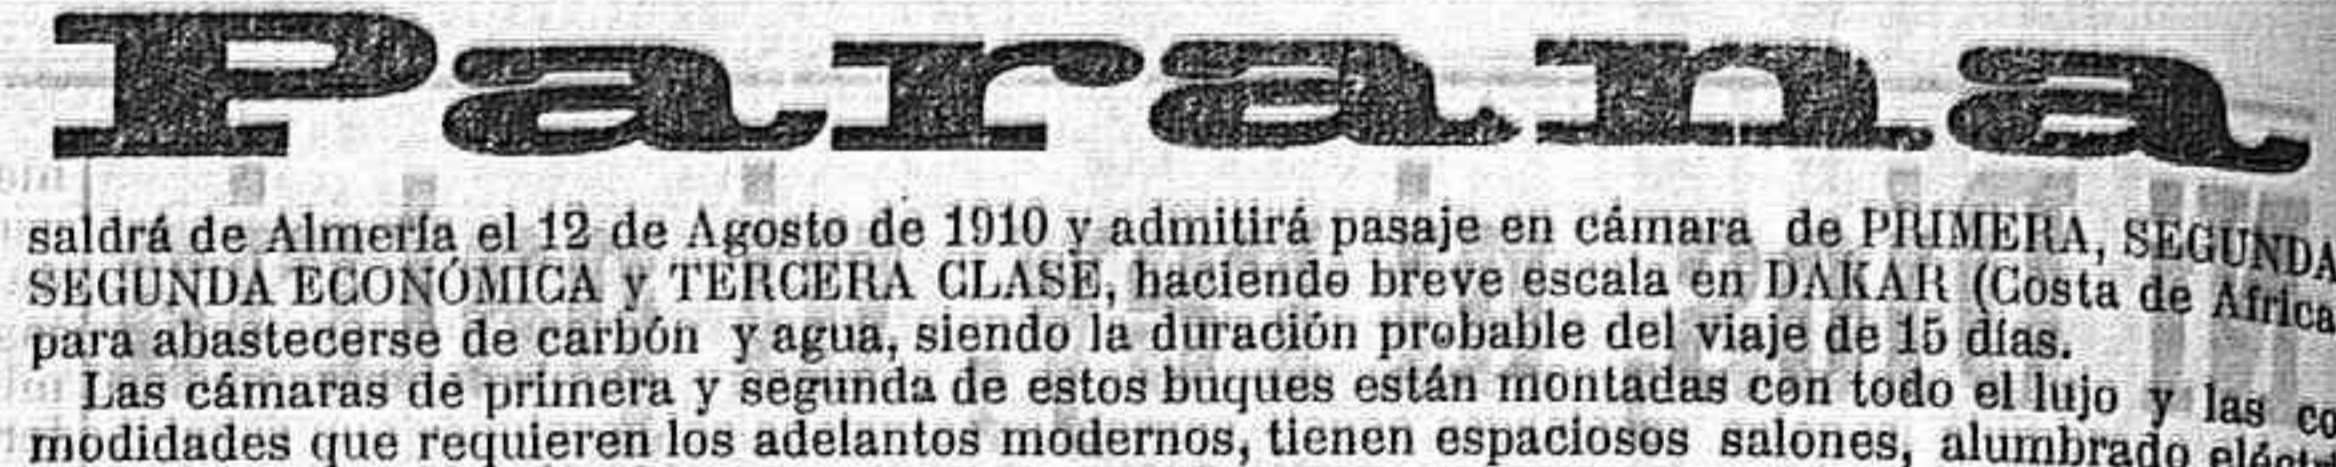 Parana
saldrá de Almería el 12 de Agosto de 1910 y admitirá pasaje en cámara de PRIMERA, SEGUNDA
SEGUNDA ECONÓMICA y TERCERA CLASE, haciendo breve escala en DAKAR (Costa de Africa
para abastecerse de carbón y agua, siendo la duración probable del viaje de 15 días.
Las cámaras de primera y segunda de estos buques están montadas con todo el lujo y las co
modidades que requieren los adelantos modernos, tienen espaciosos salones, alumbrado eléctr